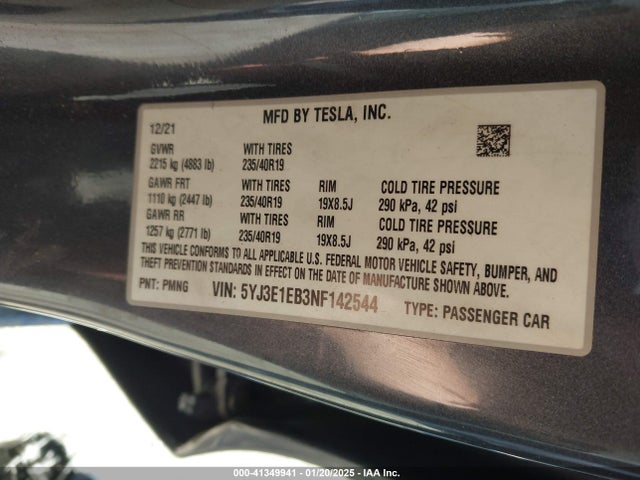 MFD BY TESLA, INC.
12/21
GVWR WITH TIRES
2215 kg (4883 lb) 235/40R19
GAWR FRT WITH TIRES RIM COLD TIRE PRESSURE
1110 kg (2447 lb) 235/40R19 19X8.5J 290 kPa, 42 psi
GAWR RR WITH TIRES RIM COLD TIRE PRESSURE
1257 kg (2771 lb) 235/40R19 19X8.5J 290 kPa, 42 psi
THIS VEHICLE CONFORMS TO ALL APPLICABLE U.S. FEDERAL MOTOR VEHICLE SAFETY, BUMPER, AND
THEFT PREVENTION STANDARDS IN EFFECT ON THE DATE OF MANUFACTURE SHOWN ABOVE.
PNT: PMNG VIN: 5YJ3E1EB3NF142544 TYPE: PASSENGER CAR
000-41349941 - 01/20/2025 - IAA Inc.